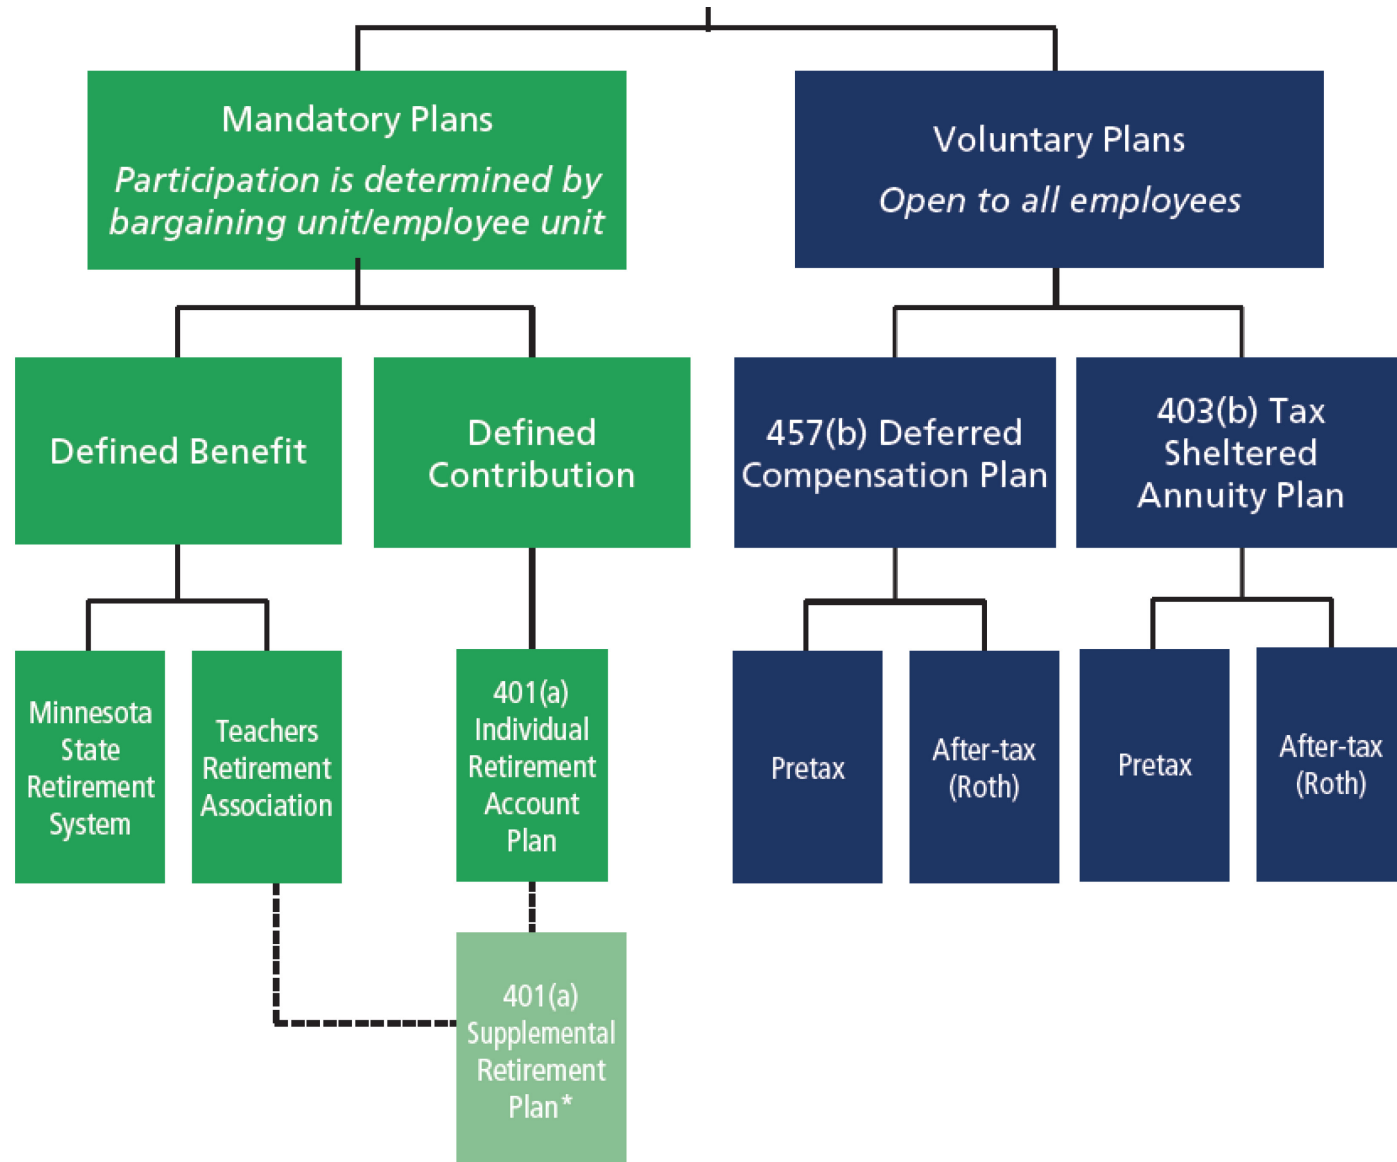 Mandatory Plans
Participation is determined by
bargaining unit/employee unit
Voluntary Plans
Open to all employees
Defined Benefit
Defined
Contribution
457(b) Deferred
Compensation Plan
403(b) Tax
Sheltered
Annuity Plan
Minnesota
State
Retirement
System
Teachers
Retirement
Association
401(a)
Individual
Retirement
Account
Plan
Pretax
After-tax
(Roth)
Pretax
After-tax
(Roth)
401(a)
Supplemental
Retirement
Plan*